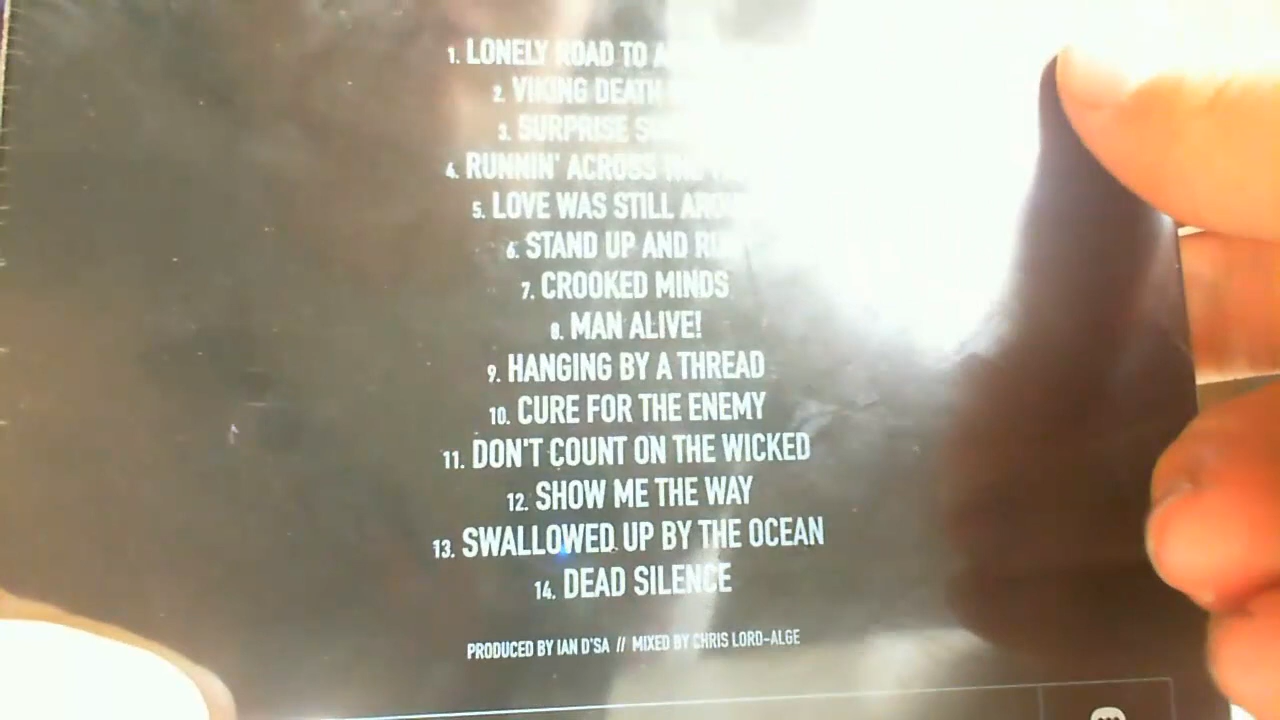 1. LONELY ROAD TO
2. VIKING DEATH
3. SURPRISE
4. RUNNIN' ACROSS THE
5. LOVE WAS STILL
6. STAND UP AND
7. CROOKED MINDS
8. MAN ALIVE!
9. HANGING BY A THREAD
10. CURE FOR THE ENEMY
11. DON'T COUNT ON THE WICKED
12. SHOW ME THE WAY
13. SWALLOWED UP BY THE OCEAN
14. DEAD SILENCE
PRODUCED BY IAN D'SA // MIXED BY CHRIS LORD-ALGE